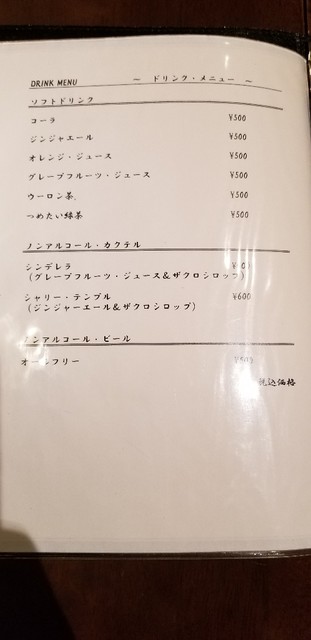 DRINK MENU ～ ドリンク・メニュー ～
ソフトドリンク
コーラ ¥500
ジンジャエール ¥500
オレンジ・ジュース ¥500
グレープフルーツ・ジュース ¥500
ウーロン茶 ¥500
つめたい緑茶 ¥500
ノンアルコール・カクテル
シンデレラ
(グレープフルーツ・ジュース&ザクロシロップ)
シャリー・テンプル ¥600
(ジンジャーエール&ザクロシロップ)
ノンアルコール・ビール
オールフリー
税込価格